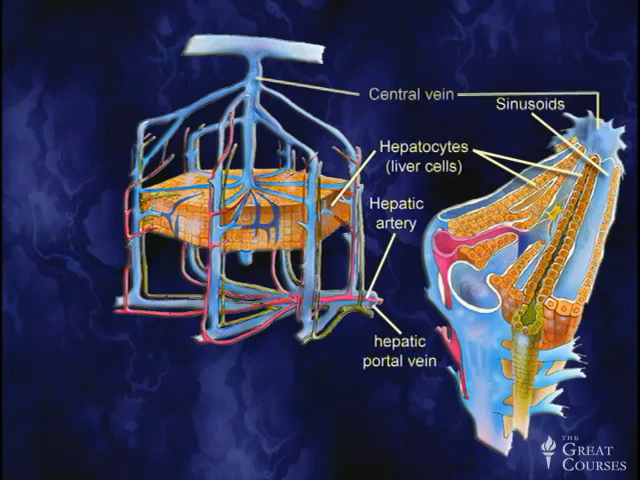 Central vein
Sinusoids
Hepatocytes
(liver cells)
Hepatic
artery
hepatic
portal vein
THE
GREAT
COURSES